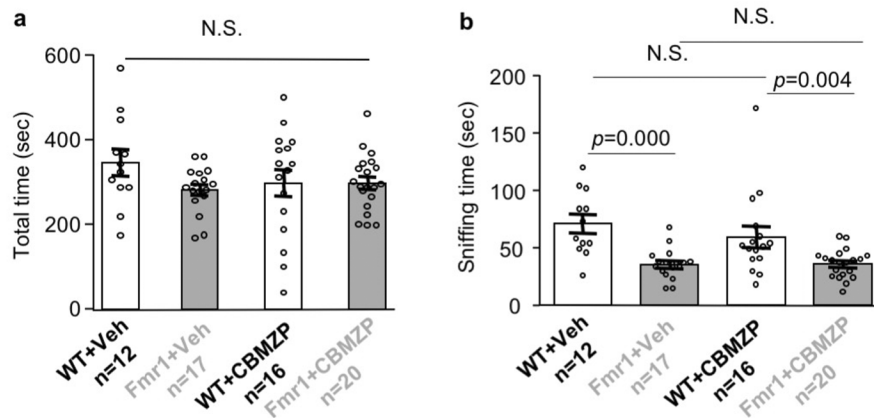 a
N.S.
Total time (sec)
600
400
200
0
WT+Veh
n=12
Fmr1+Veh
n=17
WT+CBMZP
n=16
Fmr1+CBMZP
n=20
b
N.S.
N.S.
p=0.004
p=0.000
Sniffing time (sec)
200
150
100
50
0
WT+Veh
n=12
Fmr1+Veh
n=17
WT+CBMZP
n=16
Fmr1+CBMZP
n=20